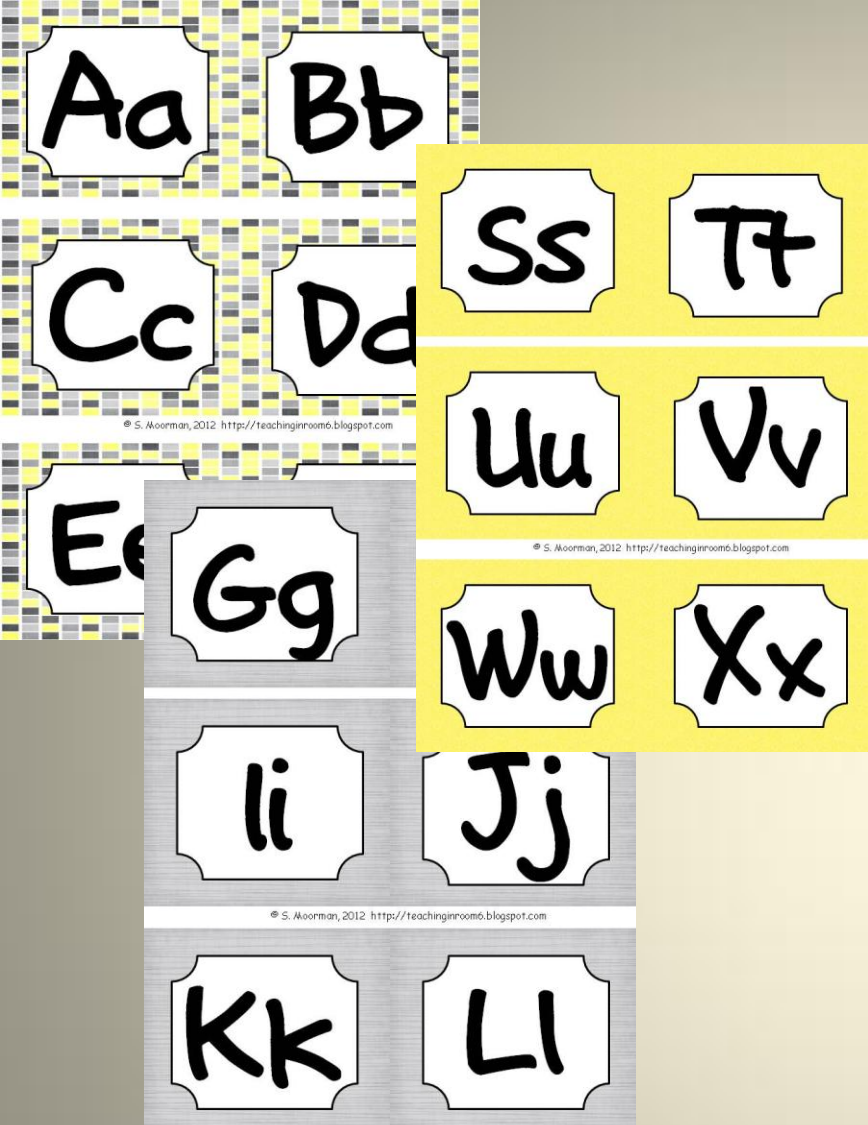 Aa Bb
Cc Dd
© S. Moorman, 2012 http://teachinginroom6.blogspot.com
Ee
Ss Tt
Uu Vv
© S. Moorman, 2012 http://teachinginroom6.blogspot.com
Ww Xx
Gg
Ii Jj
© S. Moorman, 2012 http://teachinginroom6.blogspot.com
Kk Ll